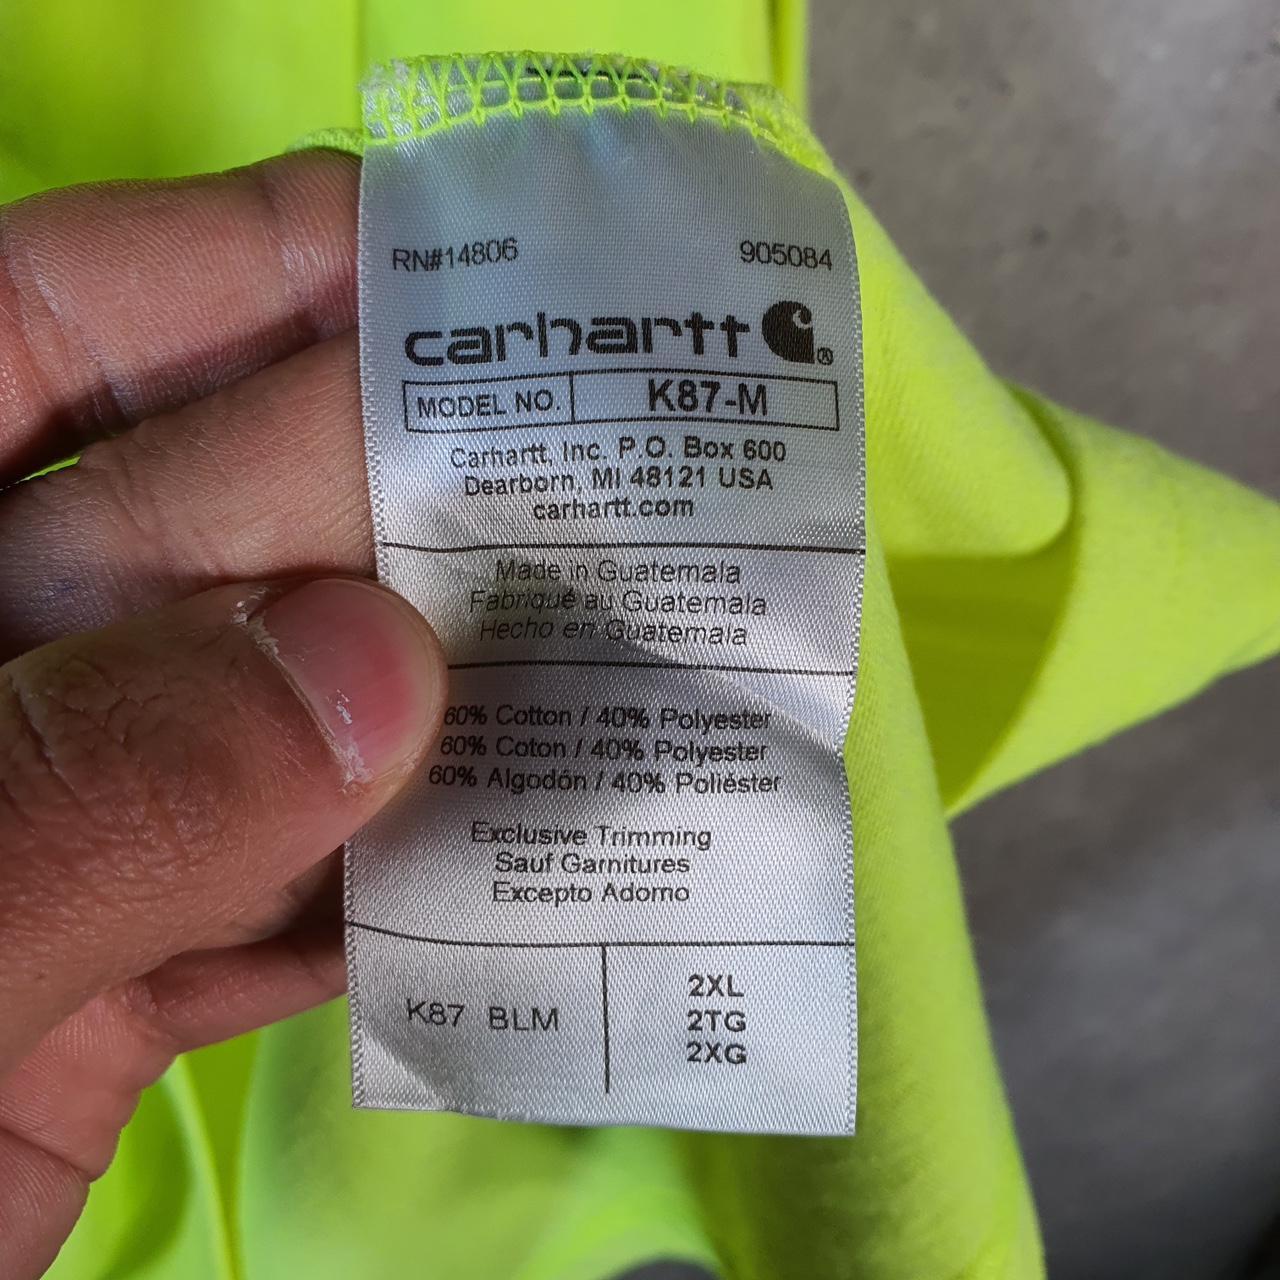 RN#14806 905084
carhartt C®
MODEL NO. K87-M
Carhartt, Inc. P.O. Box 600
Dearborn, MI 48121 USA
carhartt.com
Made in Guatemala
Fabriqué au Guatemala
Hecho en Guatemala
60% Cotton / 40% Polyester
60% Coton / 40% Polyester
60% Algodón / 40% Poliéster
Exclusive Trimming
Sauf Garnitures
Excepto Adorno
K87 BLM
2XL
2TG
2XG